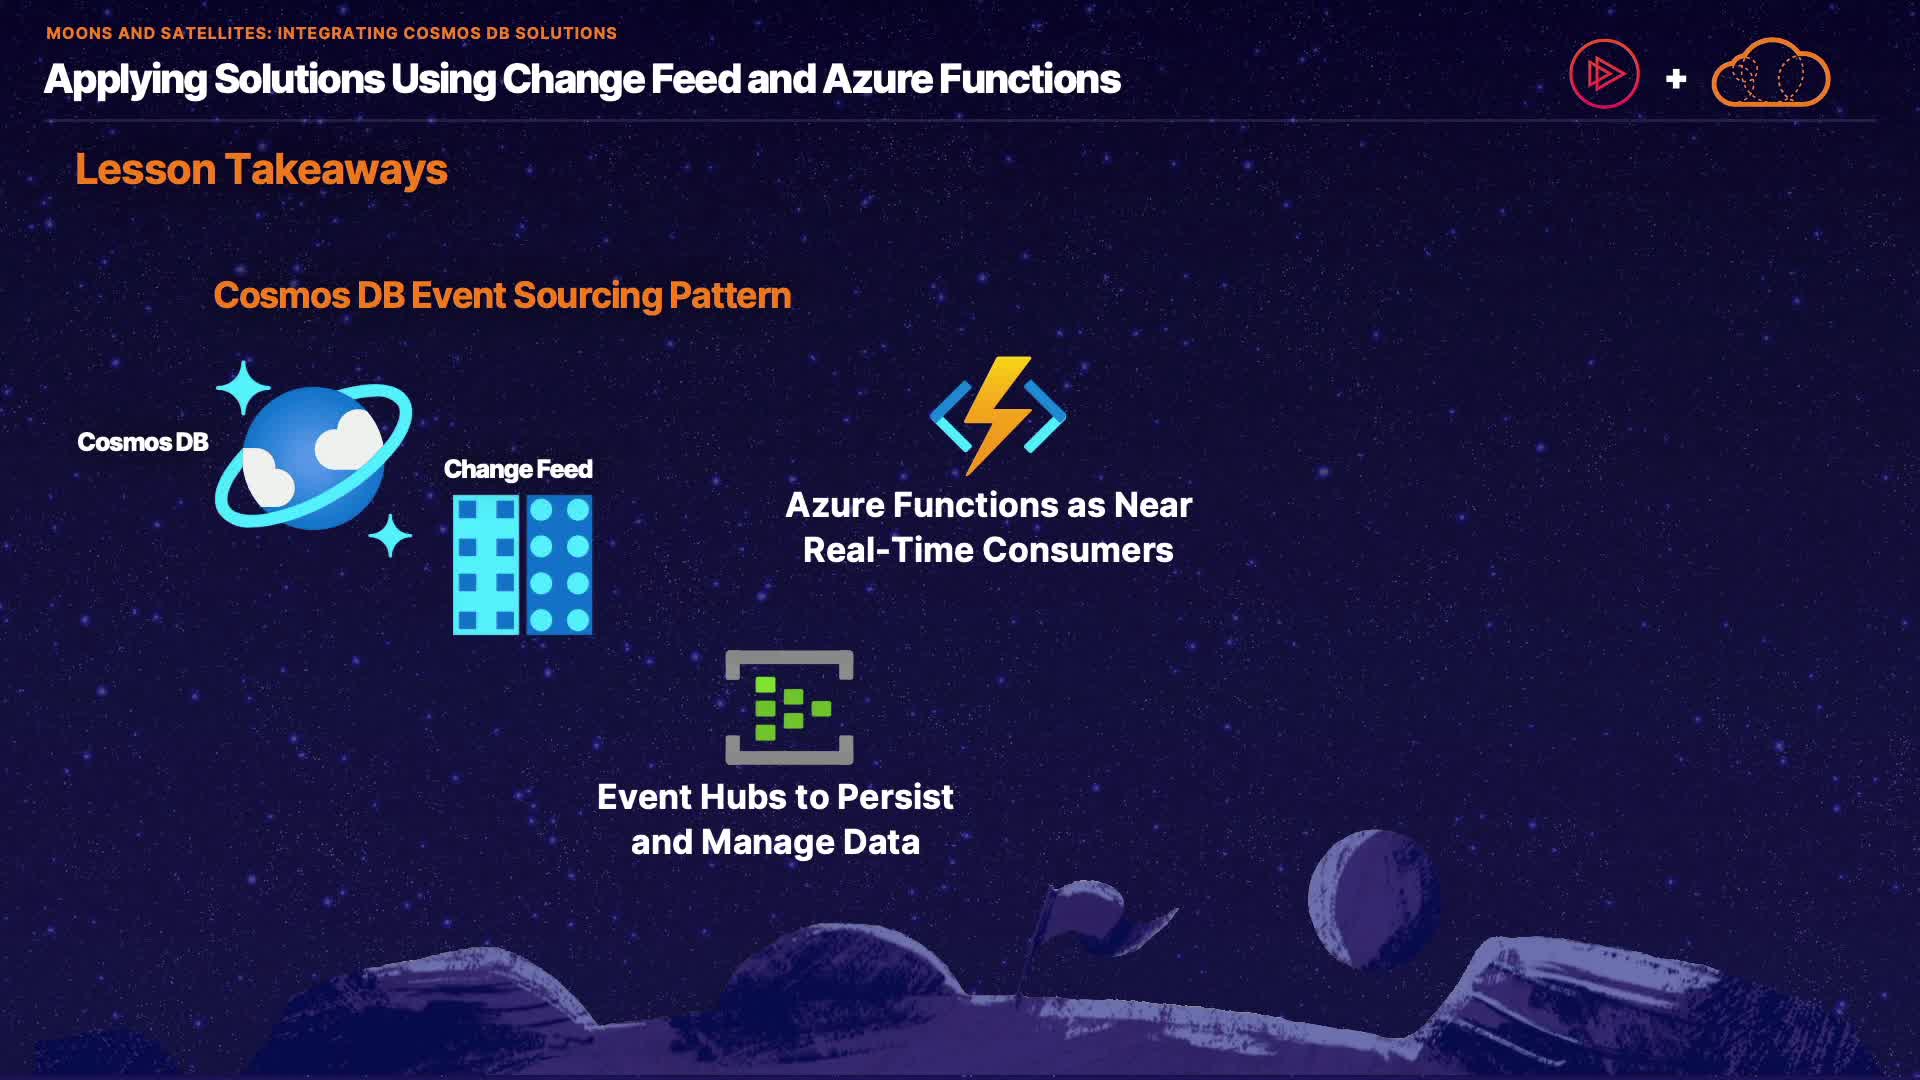 MOONS AND SATELLITES: INTEGRATING COSMOS DB SOLUTIONS
Applying Solutions Using Change Feed and Azure Functions
+
Lesson Takeaways
Cosmos DB Event Sourcing Pattern
Cosmos DB
Change Feed
Azure Functions as Near
Real-Time Consumers
Event Hubs to Persist
and Manage Data